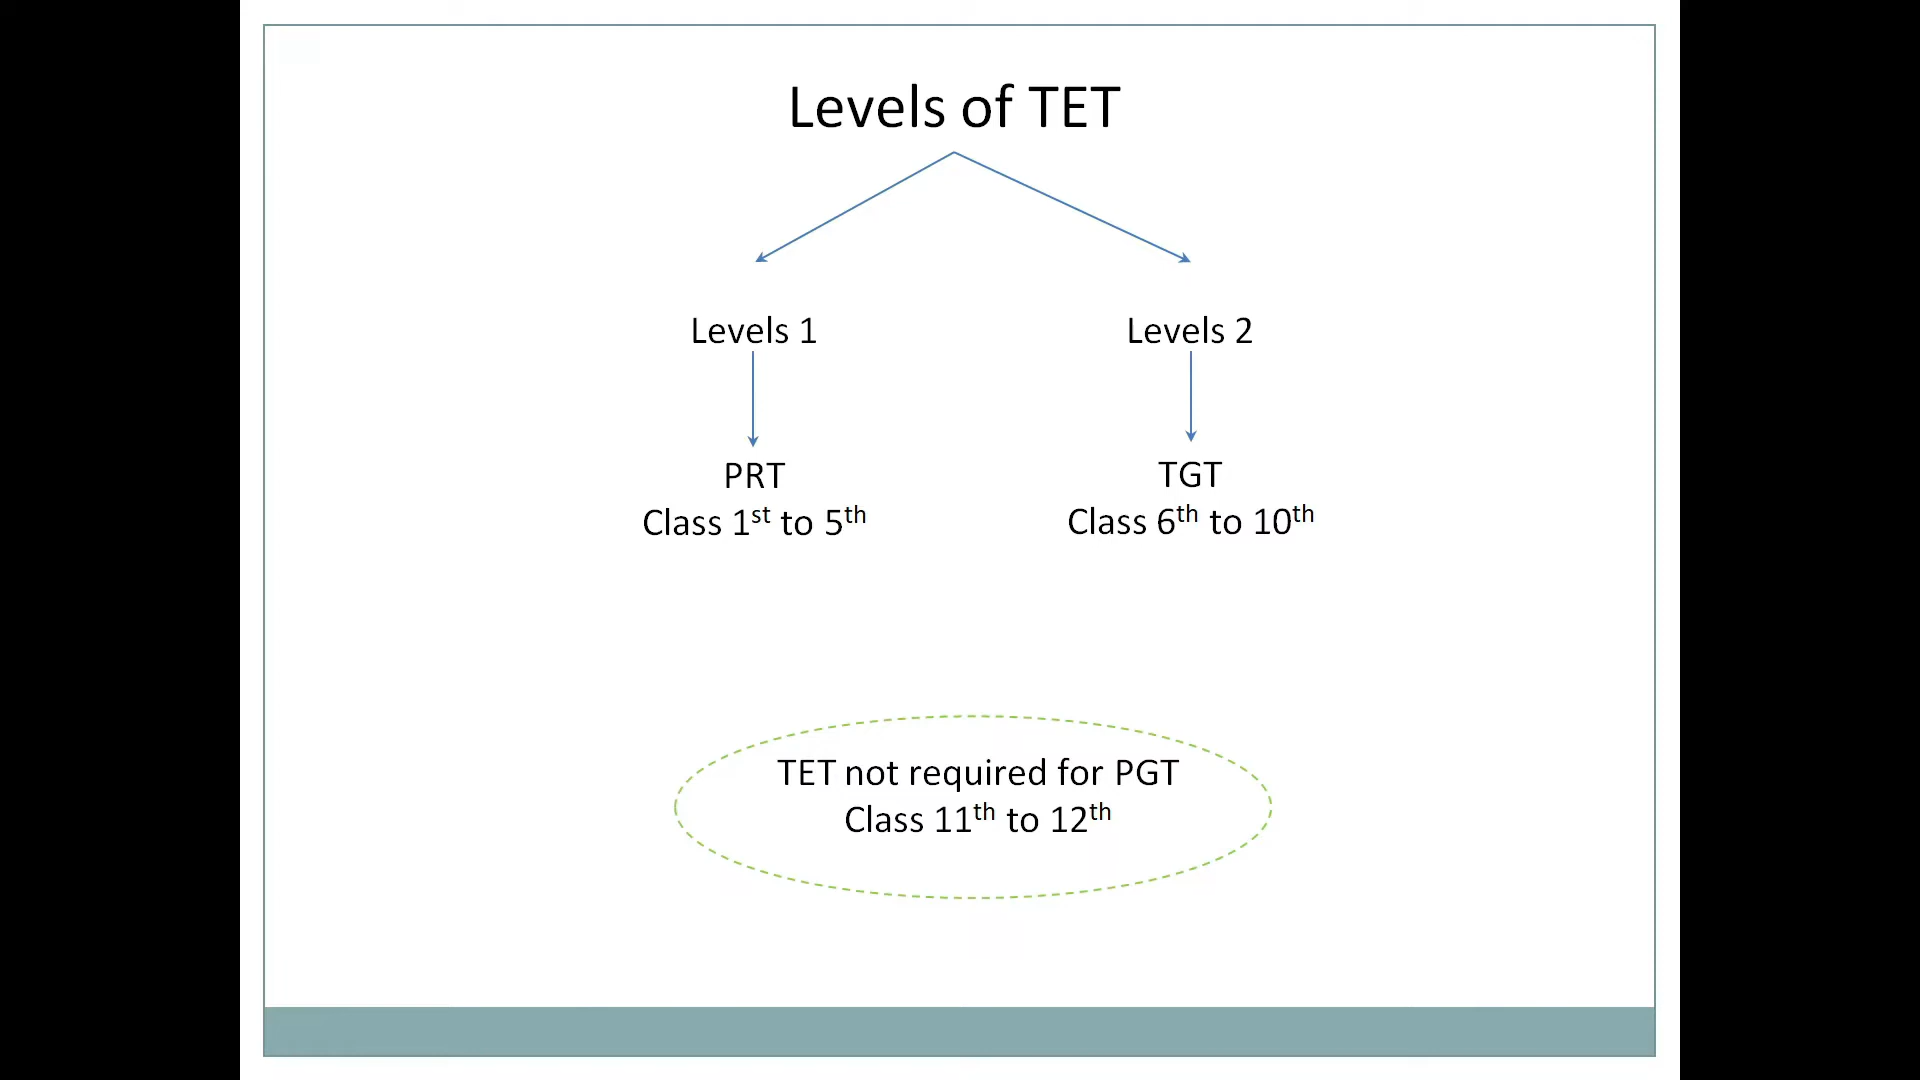 Levels of TET
Levels 1
Levels 2
PRT
Class 1st to 5th
TGT
Class 6th to 10th
TET not required for PGT
Class 11th to 12th